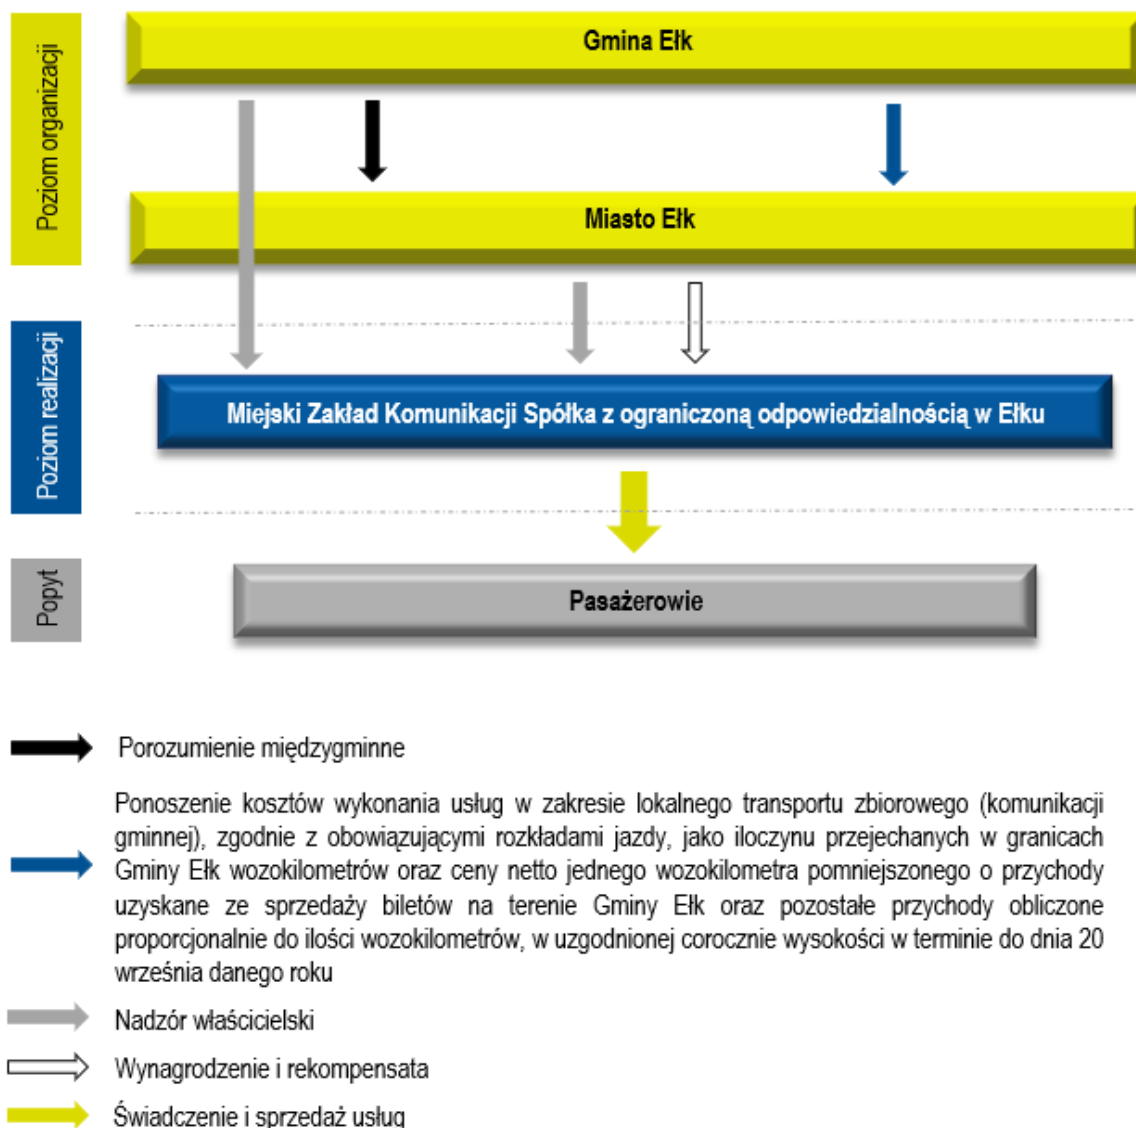 Poziom organizacji
Gmina Ełk
Miasto Ełk
Poziom realizacji
Miejski Zakład Komunikacji Spółka z ograniczoną odpowiedzialnością w Ełku
Popyt
Pasażerowie
Porozumienie międzygminne
Ponoszenie kosztów wykonania usług w zakresie lokalnego transportu zbiorowego (komunikacji
gminnej), zgodnie z obowiązującymi rozkładami jazdy, jako iloczynu przejechanych w granicach
Gminy Ełk wozokilometrów oraz ceny netto jednego wozokilometra pomniejszonego o przychody
uzyskane ze sprzedaży biletów na terenie Gminy Ełk oraz pozostałe przychody obliczone
proporcjonalnie do ilości wozokilometrów, w uzgodnionej corocznie wysokości w terminie do dnia 20
września danego roku
Nadzór właścicielski
Wynagrodzenie i rekompensata
Świadczenie i sprzedaż usług